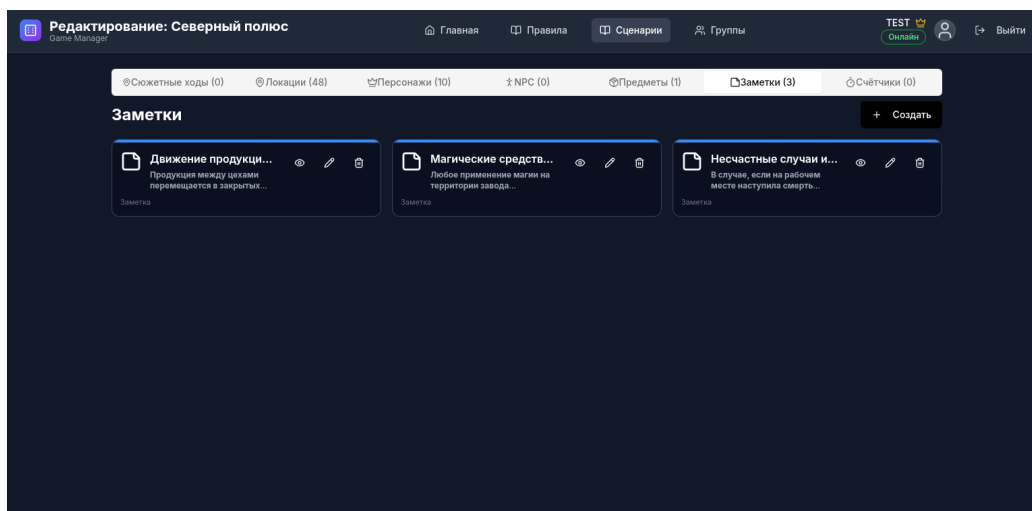 Редактирование: Северный полюс
Game Manager
Главная
Правила
Сценарии
Группы
TEST
Онлайн
Выйти
Сюжетные ходы (0)
Локации (48)
Персонажи (10)
NPC (0)
Предметы (1)
Заметки (3)
Счётчики (0)
Заметки
+ Создать
Движение продукци...
Продукция между цехами
перемещается в закрытых...
Заметка
Магические средств...
Любое применение магии на
территории завода...
Заметка
Несчастные случаи и...
В случае, если на рабочем
месте наступила смерть...
Заметка